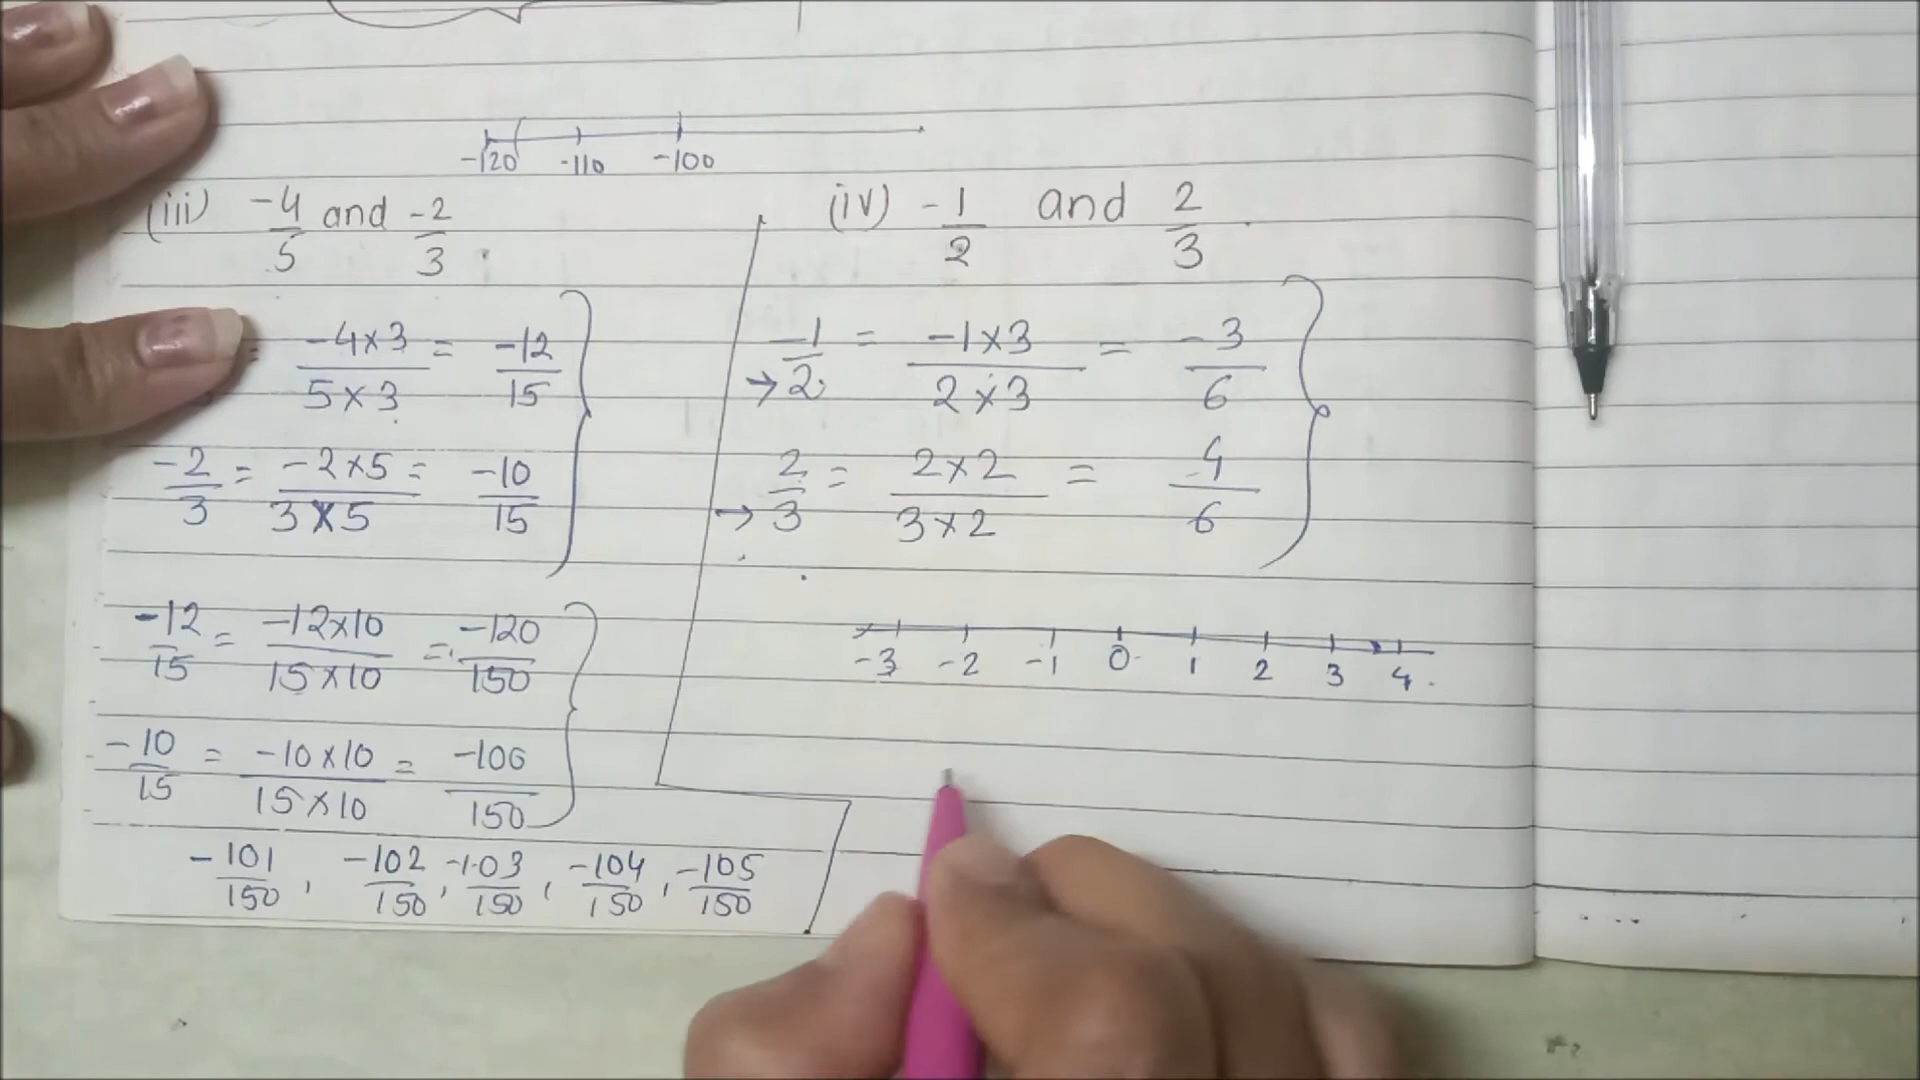 -120 -110 -100
(iii) -4/5 and -2/3
= -4×3/5×3 = -12/15
-2/3 = -2×5/3×5 = -10/15
-12/15 = -12×10/15×10 = -120/150
-10/15 = -10×10/15×10 = -100/150
-101/150, -102/150, -103/150, -104/150, -105/150
(iv) -1/2 and 2/3
→ -1/2 = -1×3/2×3 = -3/6
→ 2/3 = 2×2/3×2 = 4/6
-3 -2 -1 0 1 2 3 4